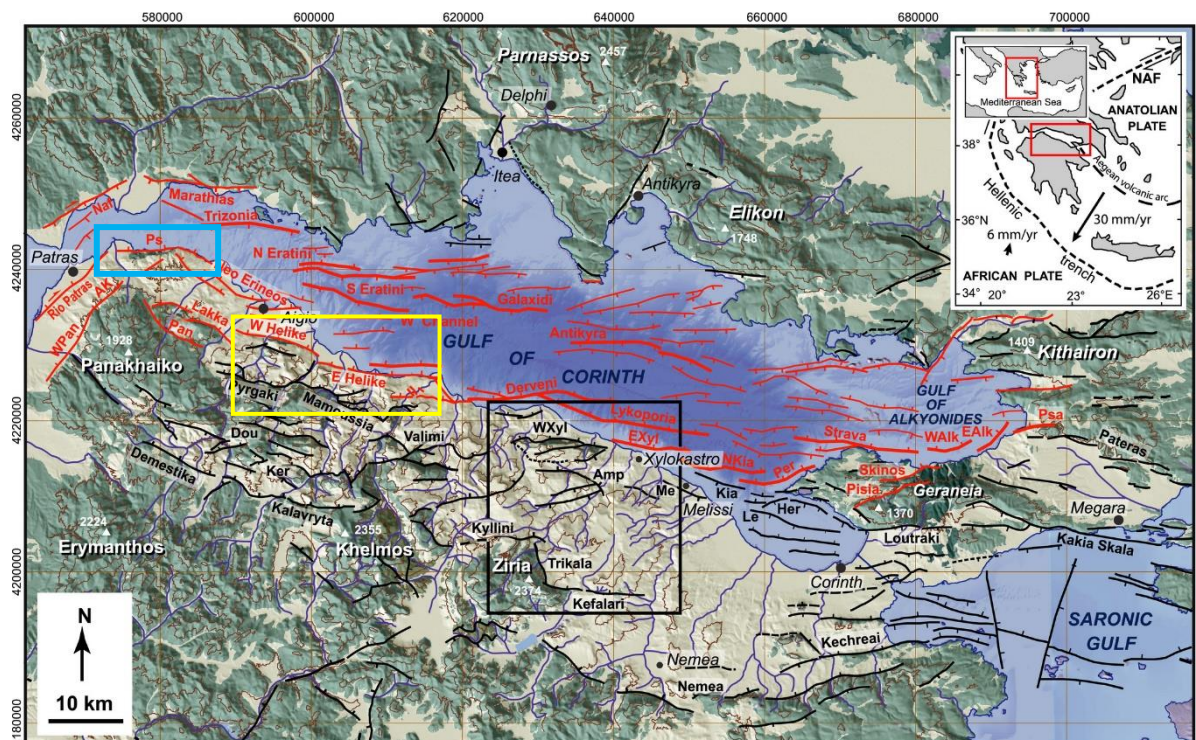 580000
600000
620000
640000
660000
680000
700000
4260000
4240000
4220000
4200000
4180000
Parnassos
2457
Delphi
Itea
Antikyra
Elikon
1748
Naf
Marathias
Trizonia
Ps
Patras
N Eratini
S Eratini
Galaxidi
Rio Patras
AK
WPan
Lakka
Pan
Aigio
W Helike
W Channel
GULF
OF
CORINTH
Antikyra
1928
Panakhaiko
E Helike
Derveni
Lykoporia
Mamoussia
Dou
Valimi
WXyl
EXyl
Xylokastro
NKia
Per
Strava
GULF
OF
ALKYONIDES
WAlk
EAlk
Psa
1409
Kithairon
Pateras
Skinos
Pisia
Geraneia
1370
Megara
Demestika
Ker
Kalavryta
Amp
Me
Melissi
Kia
Le
Her
Loutraki
Kakia Skala
2224
Erymanthos
2355
Khelmos
Kyllini
Ziria
2374
Trikala
Kefalari
Corinth
Kechreai
SARONIC
GULF
Nemea
Nemea
N
10 km
Mediterranean Sea
NAF
ANATOLIAN
PLATE
38°
Aegean volcanic arc
Hellenic
trench
36°N
30 mm/yr
6 mm/yr
AFRICAN PLATE
34°
20°
23°
26°E